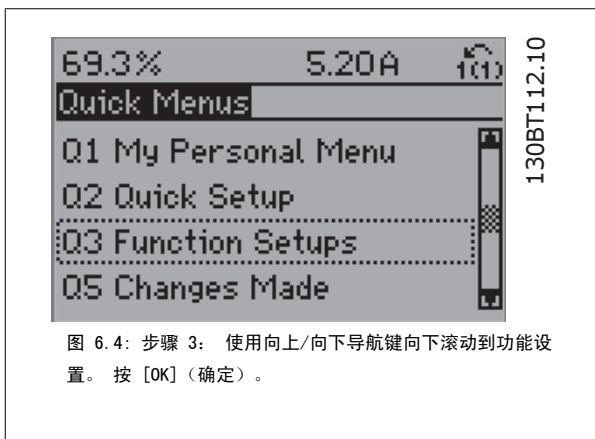 69.3% 5.20A 1(1)
Quick Menus
Q1 My Personal Menu
Q2 Quick Setup
Q3 Function Setups
Q5 Changes Made
130BT112.10
图 6.4: 步骤 3： 使用向上/向下导航键向下滚动到功能设
置。 按 [OK]（确定）。